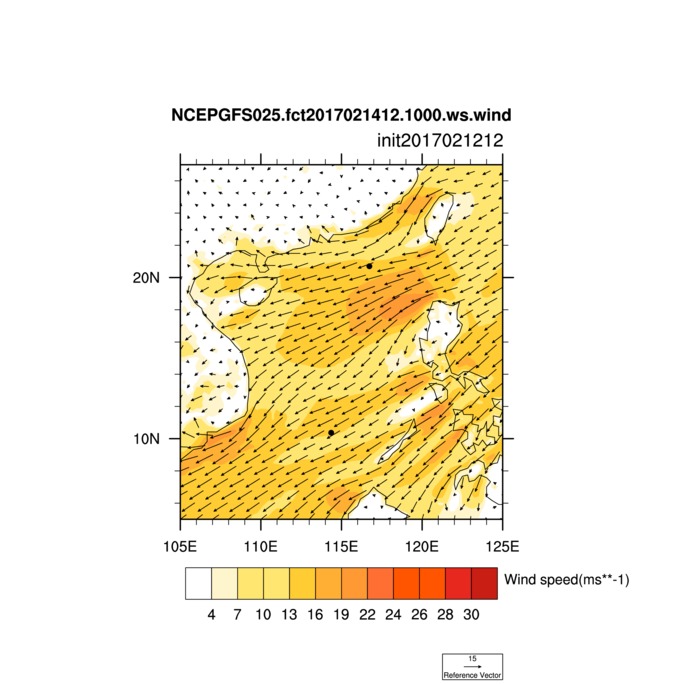 NCEPGFS025.fct2017021412.1000.ws.wind
init2017021212
20N
10N
105E 110E 115E 120E 125E
Wind speed(ms**-1)
4 7 10 13 16 19 22 24 26 28 30
15
Reference Vector